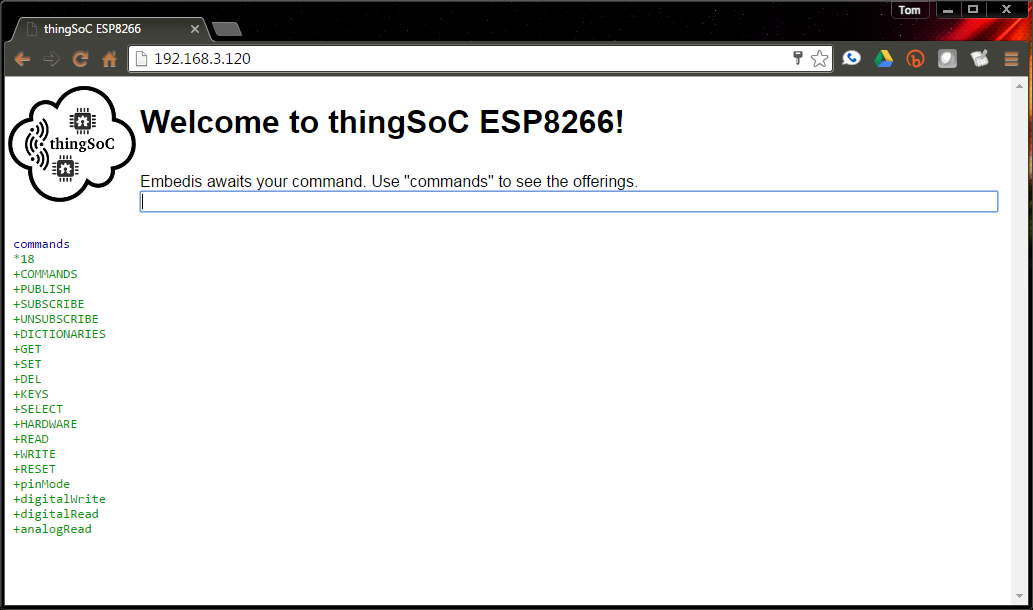 Tom
thingSoC ESP8266
192.168.3.120
thingSoC
Welcome to thingSoC ESP8266!
Embedis awaits your command. Use "commands" to see the offerings.
commands
*18
+COMMANDS
+PUBLISH
+SUBSCRIBE
+UNSUBSCRIBE
+DICTIONARIES
+GET
+SET
+DEL
+KEYS
+SELECT
+HARDWARE
+READ
+WRITE
+RESET
+pinMode
+digitalWrite
+digitalRead
+analogRead